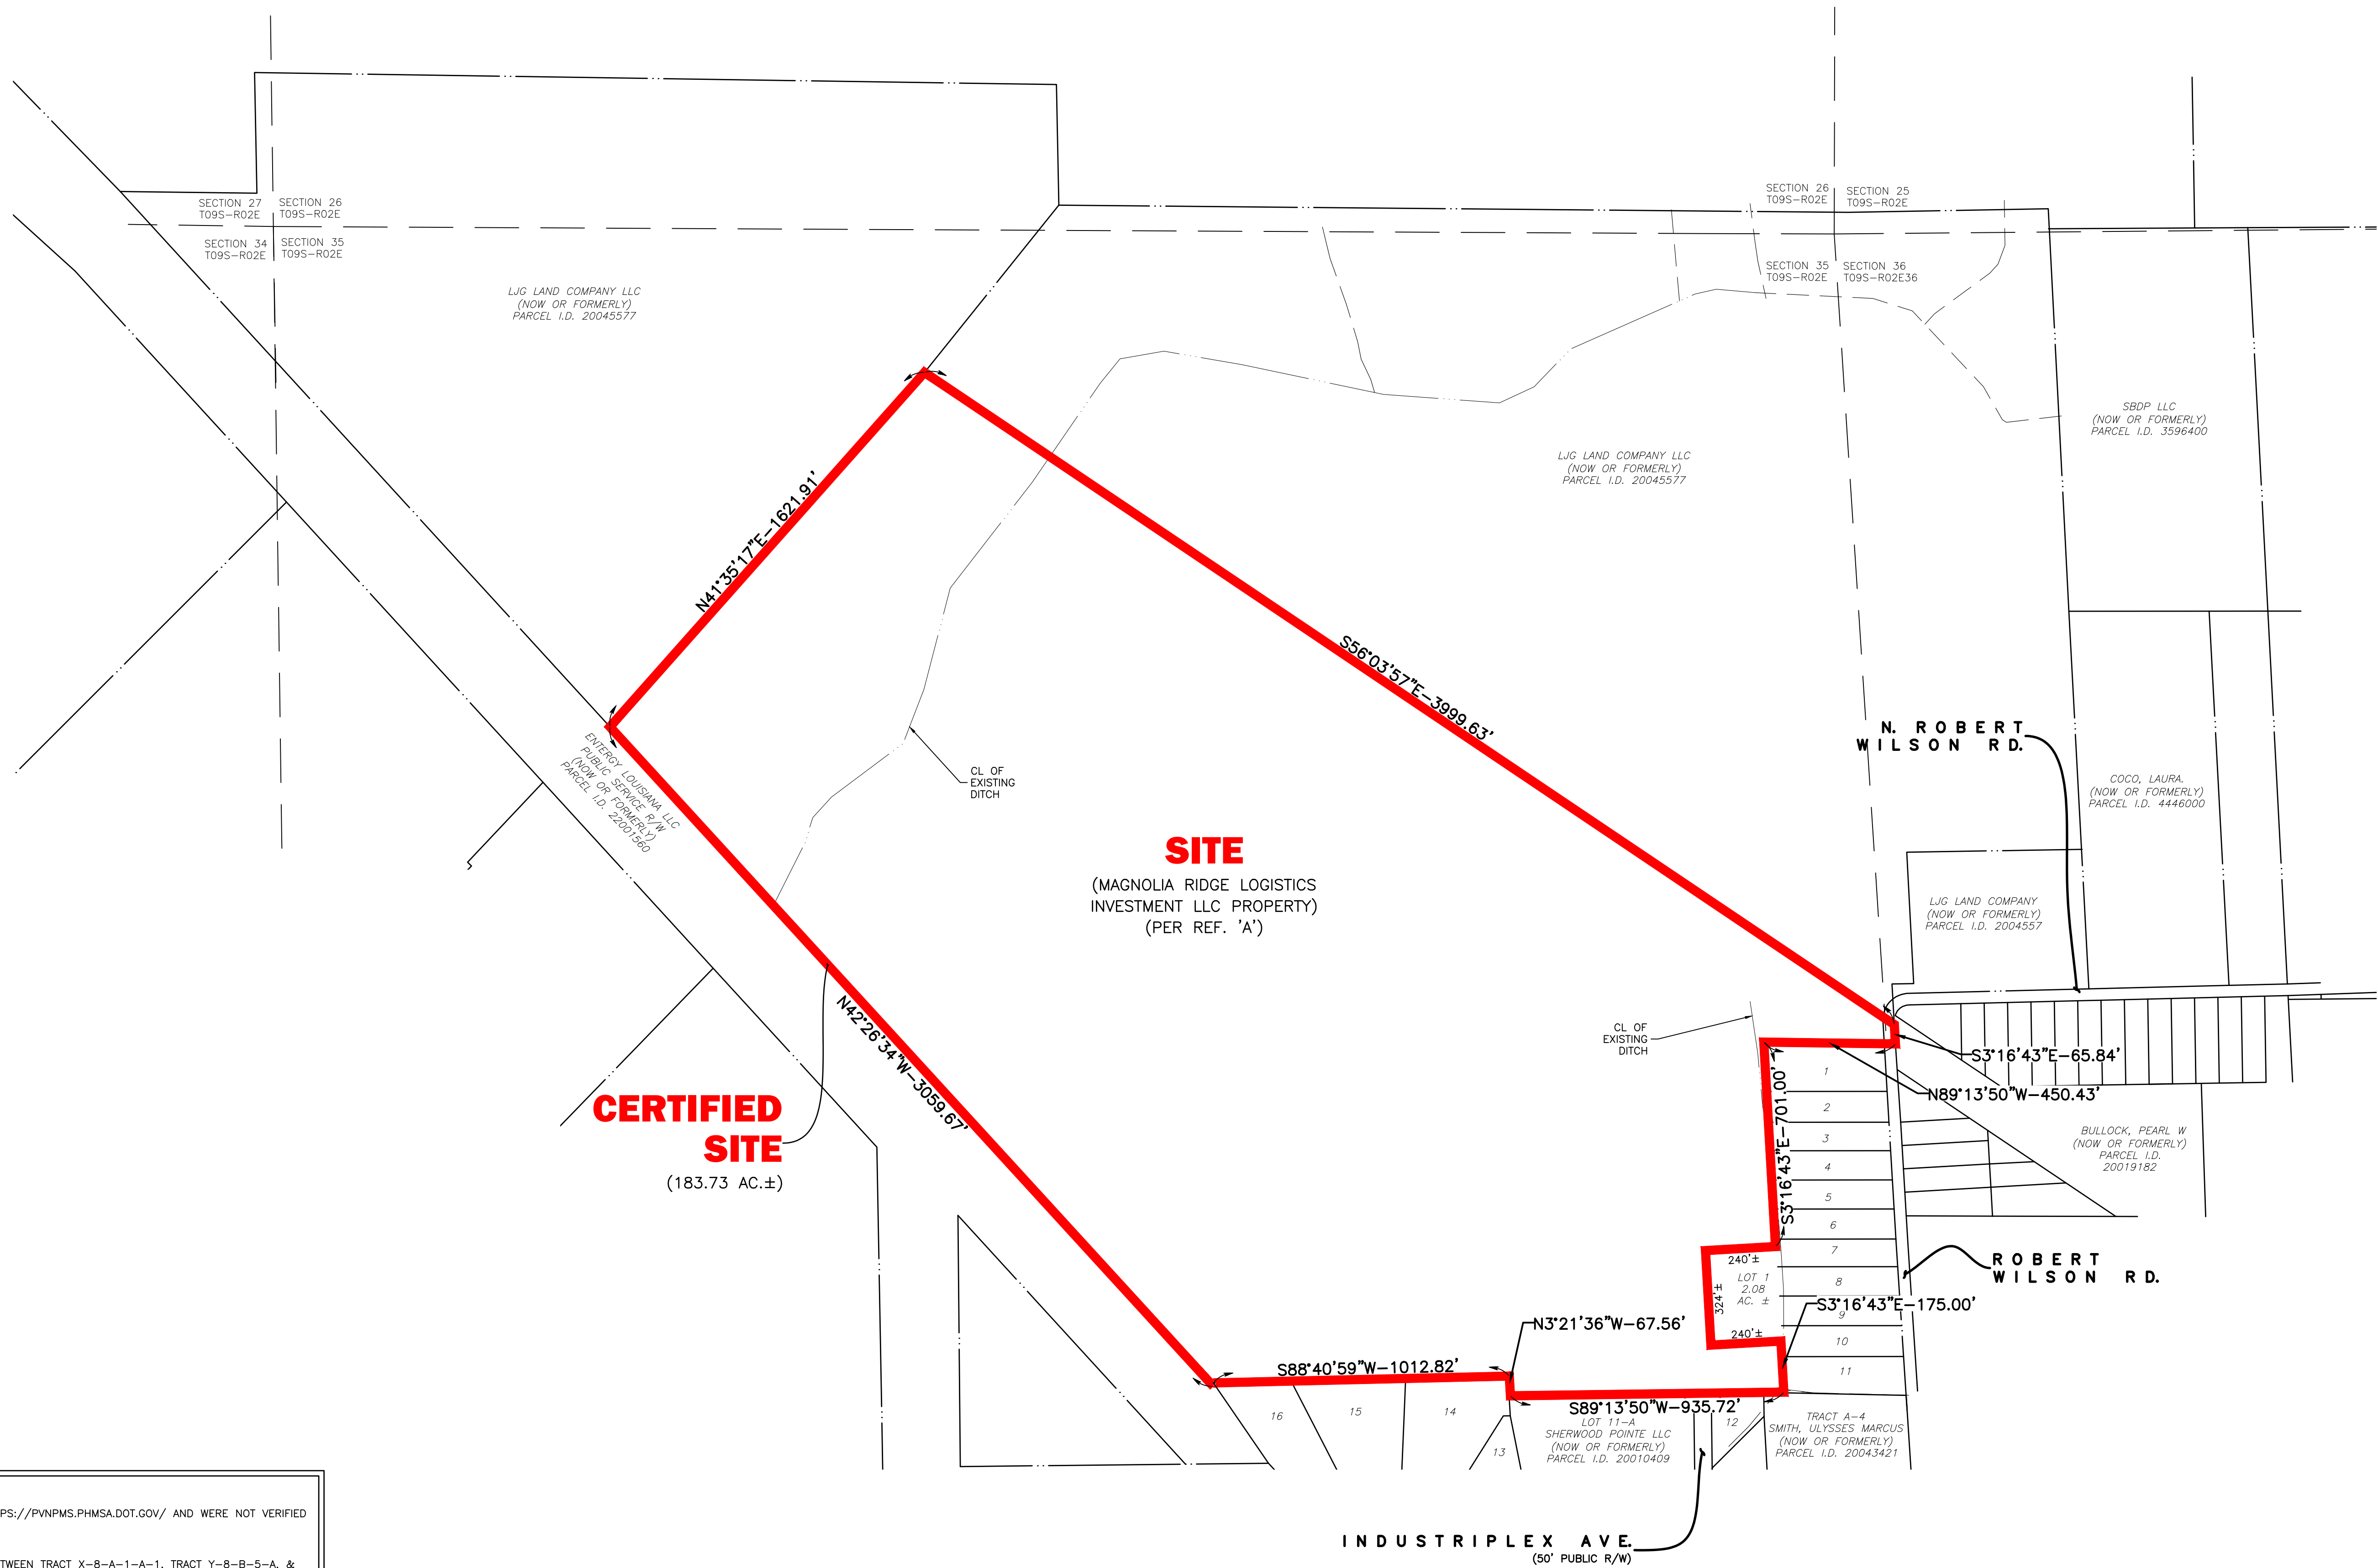 SECTION 27
T09S-R02E
SECTION 26
T09S-R02E
SECTION 34
T09S-R02E
SECTION 35
T09S-R02E
SECTION 26
T09S-R02E
SECTION 25
T09S-R02E
SECTION 35
T09S-R02E
SECTION 36
T09S-R02E36
LJG LAND COMPANY LLC
(NOW OR FORMERLY)
PARCEL I.D. 20045577
LJG LAND COMPANY LLC
(NOW OR FORMERLY)
PARCEL I.D. 20045577
SBDP LLC
(NOW OR FORMERLY)
PARCEL I.D. 3596400
N41°35'17"E-1621.91'
S56°03'57"E-3999.63'
N. ROBERT
WILSON RD.
ENTERGY LOUISIANA LLC
PUBLIC SERVICE R/W
(NOW OR FORMERLY)
PARCEL I.D. 22001560
CL OF
EXISTING
DITCH
COCO, LAURA.
(NOW OR FORMERLY)
PARCEL I.D. 4446000
SITE
(MAGNOLIA RIDGE LOGISTICS
INVESTMENT LLC PROPERTY)
(PER REF. 'A')
LJG LAND COMPANY
(NOW OR FORMERLY)
PARCEL I.D. 2004557
N42°26'34"W-3059.67'
CL OF
EXISTING
DITCH
S3°16'43"E-65.84'
N89°13'50"W-450.43'
CERTIFIED
SITE
(183.73 AC.±)
S3°16'43"E-701.00'
1
2
3
4
5
6
7
8
9
10
11
BULLOCK, PEARL W
(NOW OR FORMERLY)
PARCEL I.D.
20019182
240'±
LOT 1
2.08
AC. ±
324'±
240'±
ROBERT
WILSON RD.
S3°16'43"E-175.00'
N3°21'36"W-67.56'
S88°40'59"W-1012.82'
S89°13'50"W-935.72'
16
15
14
13
LOT 11-A
SHERWOOD POINTE LLC
(NOW OR FORMERLY)
PARCEL I.D. 20010409
12
TRACT A-4
SMITH, ULYSSES MARCUS
(NOW OR FORMERLY)
PARCEL I.D. 20043421
INDUSTRIPLEX AVE.
(50' PUBLIC R/W)
PS://PVNPMS.PHMSA.DOT.GOV/ AND WERE NOT VERIFIED
TWEEN TRACT X-8-A-1-A-1, TRACT Y-8-B-5-A, &